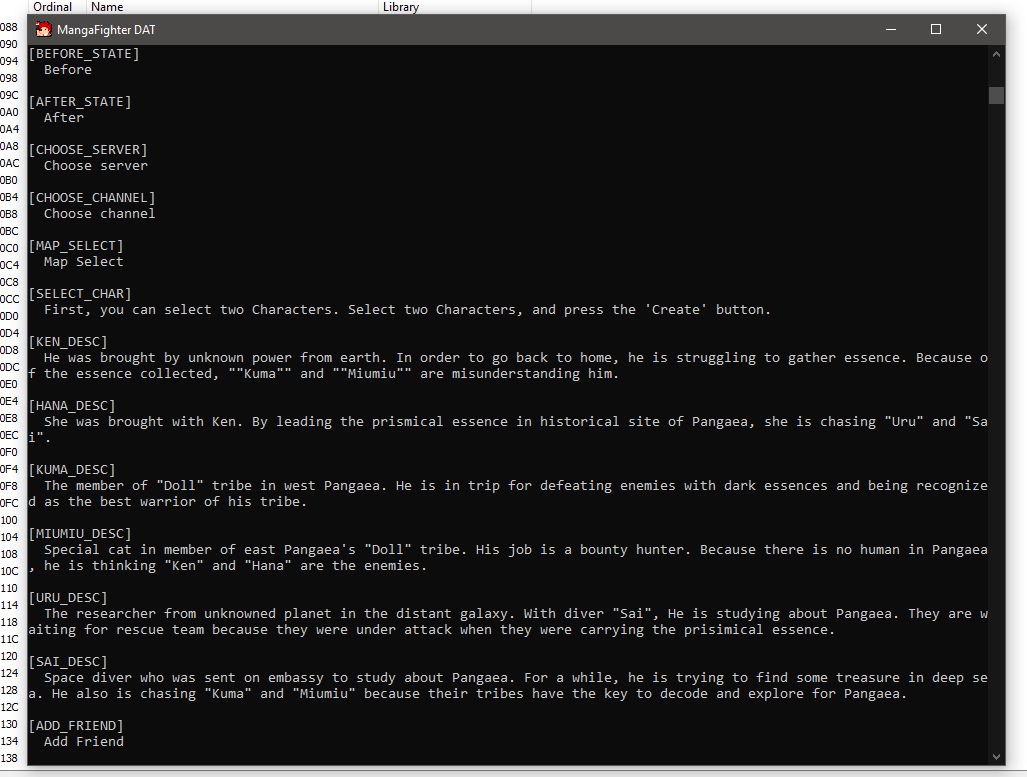 Ordinal Name Library
MangaFighter DAT
088
090
094
098
09C
0A0
0A4
0A8
0AC
0B0
0B4
0B8
0BC
0C0
0C4
0C8
0CC
0D0
0D4
0D8
0DC
0E0
0E4
0E8
0EC
0F0
0F4
0F8
0FC
100
104
108
10C
110
114
118
11C
120
124
128
12C
130
134
138
[BEFORE_STATE]
Before
[AFTER_STATE]
After
[CHOOSE_SERVER]
Choose server
[CHOOSE_CHANNEL]
Choose channel
[MAP_SELECT]
Map Select
[SELECT_CHAR]
First, you can select two Characters. Select two Characters, and press the 'Create' button.
[KEN_DESC]
He was brought by unknown power from earth. In order to go back to home, he is struggling to gather essence. Because o
f the essence collected, ""Kuma"" and ""Miumiu"" are misunderstanding him.
[HANA_DESC]
She was brought with Ken. By leading the prismical essence in historical site of Pangaea, she is chasing "Uru" and "Sa
i".
[KUMA_DESC]
The member of "Doll" tribe in west Pangaea. He is in trip for defeating enemies with dark essences and being recognize
d as the best warrior of his tribe.
[MIUMIU_DESC]
Special cat in member of east Pangaea's "Doll" tribe. His job is a bounty hunter. Because there is no human in Pangaea
, he is thinking "Ken" and "Hana" are the enemies.
[URU_DESC]
The researcher from unknowned planet in the distant galaxy. With diver "Sai", He is studying about Pangaea. They are w
aiting for rescue team because they were under attack when they were carrying the prisimical essence.
[SAI_DESC]
Space diver who was sent on embassy to study about Pangaea. For a while, he is trying to find some treasure in deep se
a. He also is chasing "Kuma" and "Miumiu" because their tribes have the key to decode and explore for Pangaea.
[ADD_FRIEND]
Add Friend